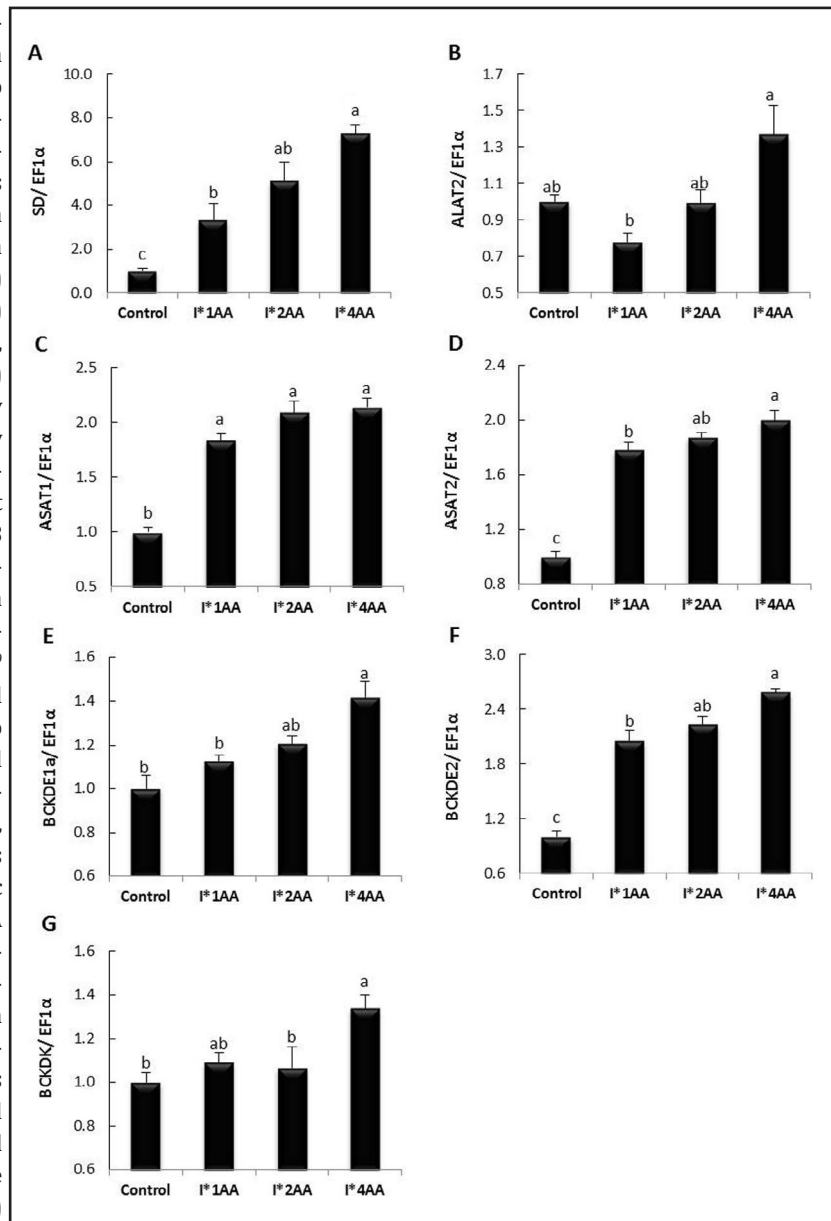 A
SD/ EF1α
10.0
8.0
6.0
4.0
2.0
0.0
c
b
ab
a
Control I*1AA I*2AA I*4AA
B
ALAT2/ EF1α
1.7
1.5
1.3
1.1
0.9
0.7
0.5
ab
b
ab
a
Control I*1AA I*2AA I*4AA
C
ASAT1/ EF1α
2.5
2.0
1.5
1.0
0.5
b
a
a
a
Control I*1AA I*2AA I*4AA
D
ASAT2/ EF1α
2.4
2.0
1.6
1.2
0.8
c
b
ab
a
Control I*1AA I*2AA I*4AA
E
BCKDE1a/ EF1α
1.6
1.4
1.2
1.0
0.8
0.6
b
b
ab
a
Control I*1AA I*2AA I*4AA
F
BCKDE2/ EF1α
3.0
2.4
1.8
1.2
0.6
c
b
ab
a
Control I*1AA I*2AA I*4AA
G
BCKDK/ EF1α
1.6
1.4
1.2
1.0
0.8
0.6
b
ab
b
a
Control I*1AA I*2AA I*4AA